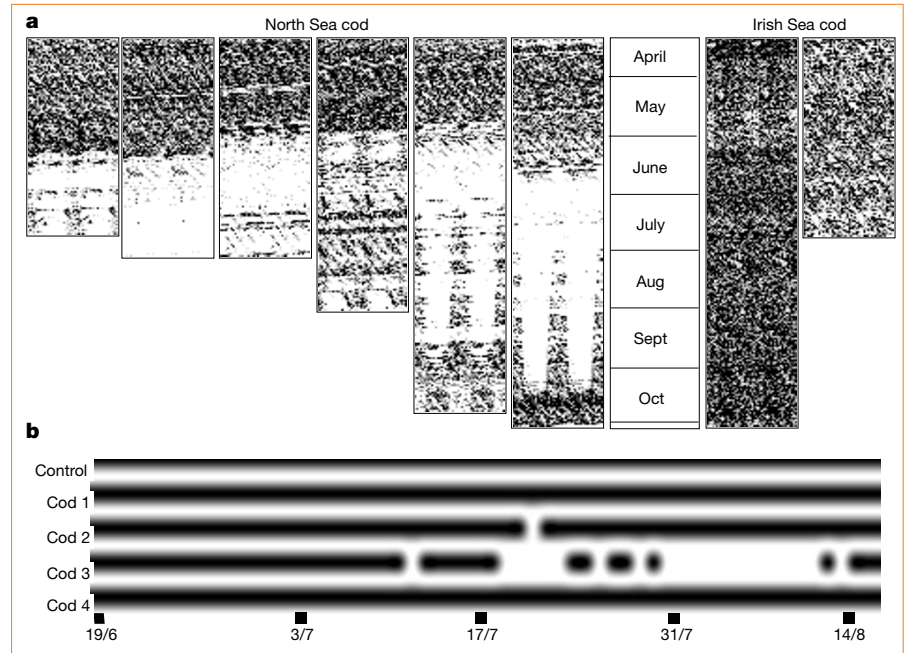 a
North Sea cod
Irish Sea cod
April
May
June
July
Aug
Sept
Oct
b
Control
Cod 1
Cod 2
Cod 3
Cod 4
19/6
3/7
17/7
31/7
14/8